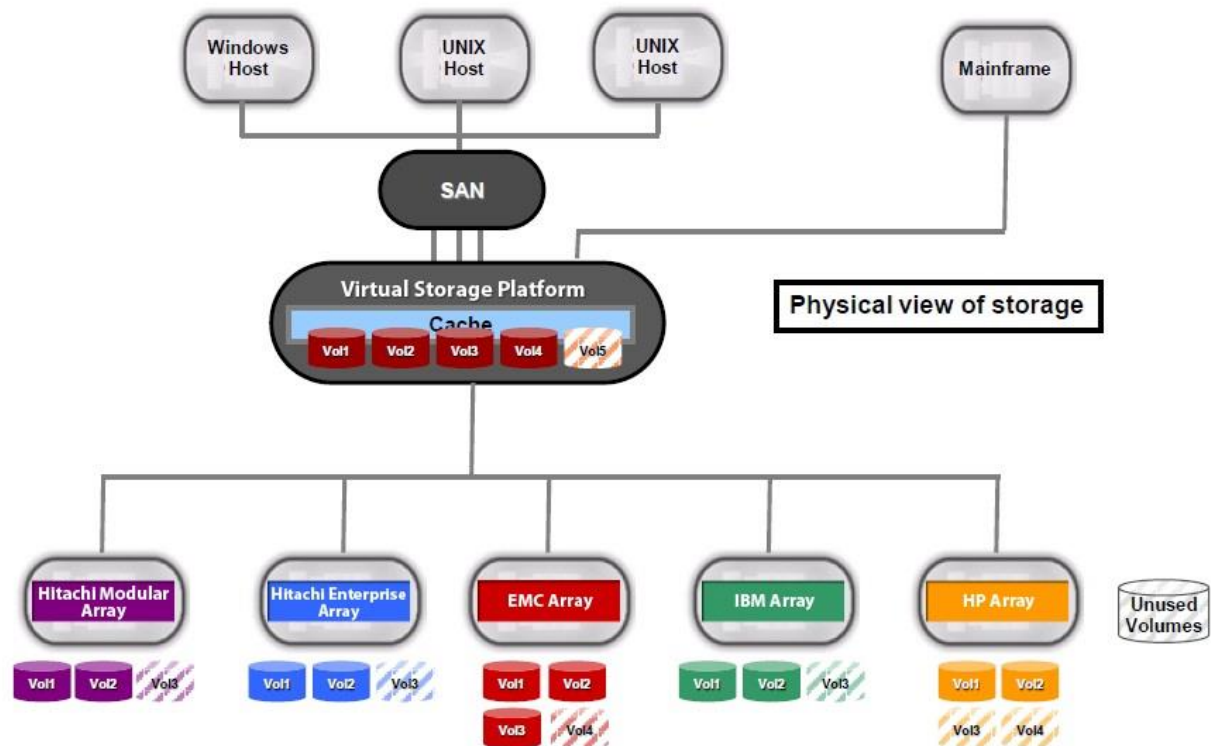 Windows
Host
UNIX
Host
UNIX
Host
Mainframe
SAN
Virtual Storage Platform
Cache
Vol1 Vol2 Vol3 Vol4 Vol5
Physical view of storage
Hitachi Modular
Array
Hitachi Enterprise
Array
EMC Array
IBM Array
HP Array
Unused
Volumes
Vol1 Vol2 Vol3
Vol1 Vol2 Vol3
Vol1 Vol2
Vol3 Vol4
Vol1 Vol2 Vol3
Vol1 Vol2
Vol3 Vol4